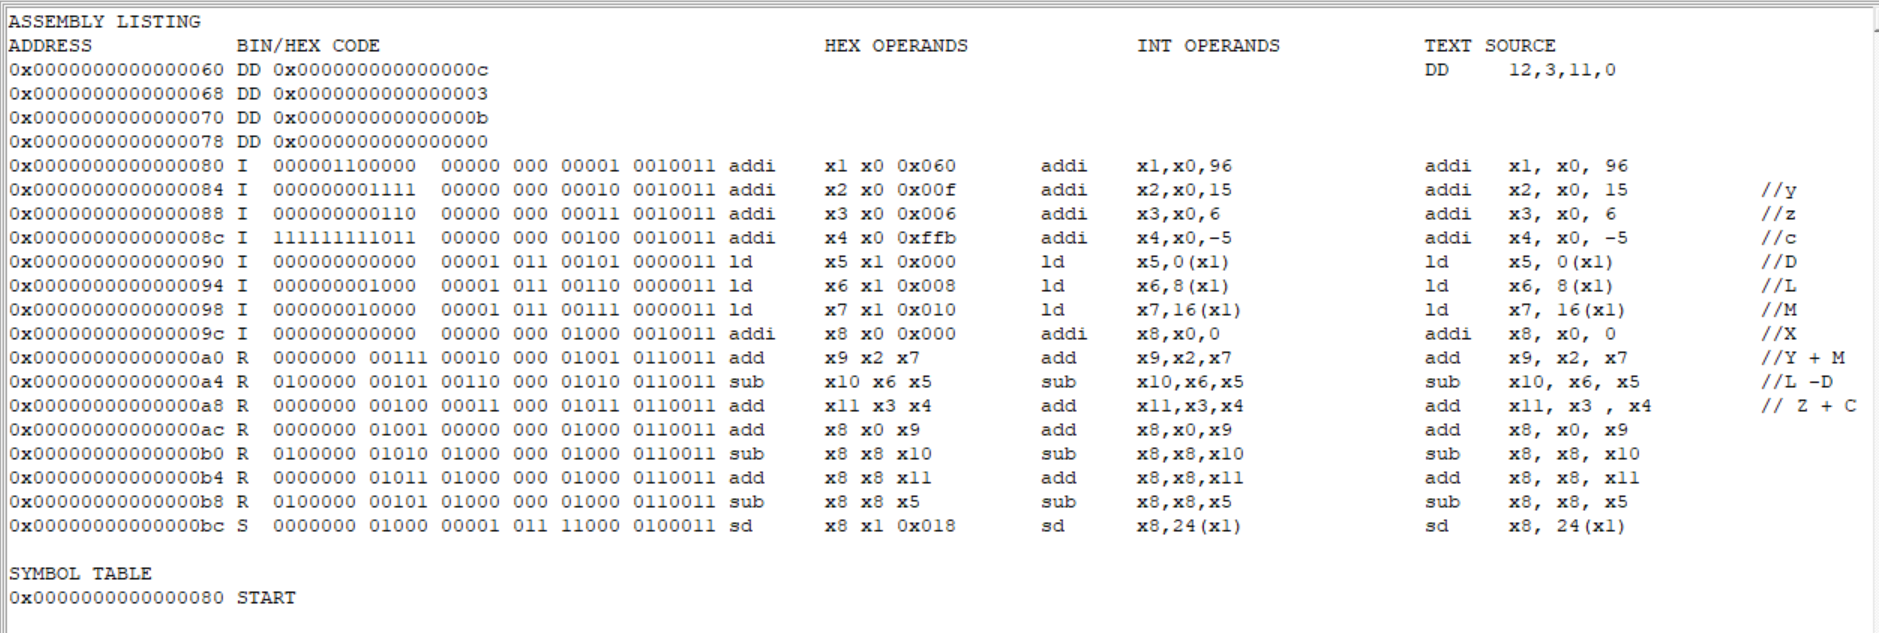 ASSEMBLY LISTING
ADDRESS BIN/HEX CODE HEX OPERANDS INT OPERANDS TEXT SOURCE
0x0000000000000060 DD 0x000000000000000c DD 12,3,11,0
0x0000000000000068 DD 0x0000000000000003
0x0000000000000070 DD 0x000000000000000b
0x0000000000000078 DD 0x0000000000000000
0x0000000000000080 I 000001100000 00000 000 00001 0010011 addi x1 x0 0x060 addi x1,x0,96 addi x1, x0, 96
0x0000000000000084 I 000000001111 00000 000 00010 0010011 addi x2 x0 0x00f addi x2,x0,15 addi x2, x0, 15 //y
0x0000000000000088 I 000000000110 00000 000 00011 0010011 addi x3 x0 0x006 addi x3,x0,6 addi x3, x0, 6 //z
0x000000000000008c I 111111111011 00000 000 00100 0010011 addi x4 x0 0xffb addi x4,x0,-5 addi x4, x0, -5 //c
0x0000000000000090 I 000000000000 00001 011 00101 0000011 ld x5 x1 0x000 ld x5,0(x1) ld x5, 0(x1) //D
0x0000000000000094 I 000000001000 00001 011 00110 0000011 ld x6 x1 0x008 ld x6,8(x1) ld x6, 8(x1) //L
0x0000000000000098 I 000000010000 00001 011 00111 0000011 ld x7 x1 0x010 ld x7,16(x1) ld x7, 16(x1) //M
0x000000000000009c I 000000000000 00000 000 01000 0010011 addi x8 x0 0x000 addi x8,x0,0 addi x8, x0, 0 //X
0x00000000000000a0 R 0000000 00111 00010 000 01001 0110011 add x9 x2 x7 add x9,x2,x7 add x9, x2, x7 //Y + M
0x00000000000000a4 R 0100000 00101 00110 000 01010 0110011 sub x10 x6 x5 sub x10,x6,x5 sub x10, x6, x5 //L -D
0x00000000000000a8 R 0000000 00100 00011 000 01011 0110011 add x11 x3 x4 add x11,x3,x4 add x11, x3 , x4 // Z + C
0x00000000000000ac R 0000000 01001 00000 000 01000 0110011 add x8 x0 x9 add x8,x0,x9 add x8, x0, x9
0x00000000000000b0 R 0100000 01010 01000 000 01000 0110011 sub x8 x8 x10 sub x8,x8,x10 sub x8, x8, x10
0x00000000000000b4 R 0000000 01011 01000 000 01000 0110011 add x8 x8 x11 add x8,x8,x11 add x8, x8, x11
0x00000000000000b8 R 0100000 00101 01000 000 01000 0110011 sub x8 x8 x5 sub x8,x8,x5 sub x8, x8, x5
0x00000000000000bc S 0000000 01000 00001 011 11000 0100011 sd x8 x1 0x018 sd x8,24(x1) sd x8, 24(x1)
SYMBOL TABLE
0x0000000000000080 START